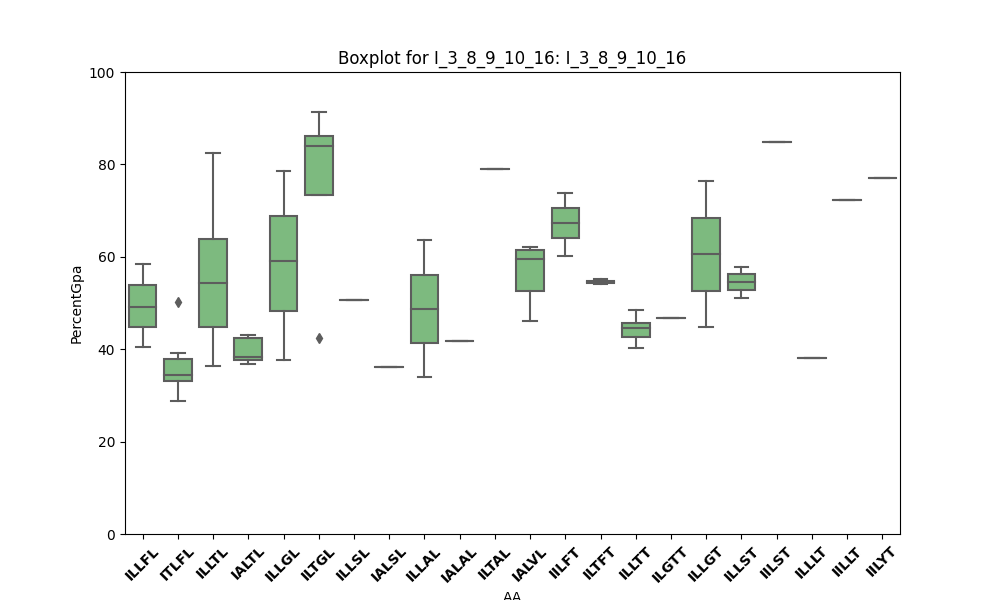 Boxplot for I_3_8_9_10_16: I_3_8_9_10_16
100
80
60
40
20
0
PercentGpa
ILLFL ITLFL ILLTL IALTL ILLGL ILTGL ILLSL IALSL ILLAL IALAL ILTAL IALVL IILFT ILTFT ILLTT ILGTT ILLGT ILLST IILST ILLLT IILLT IILYT
AA